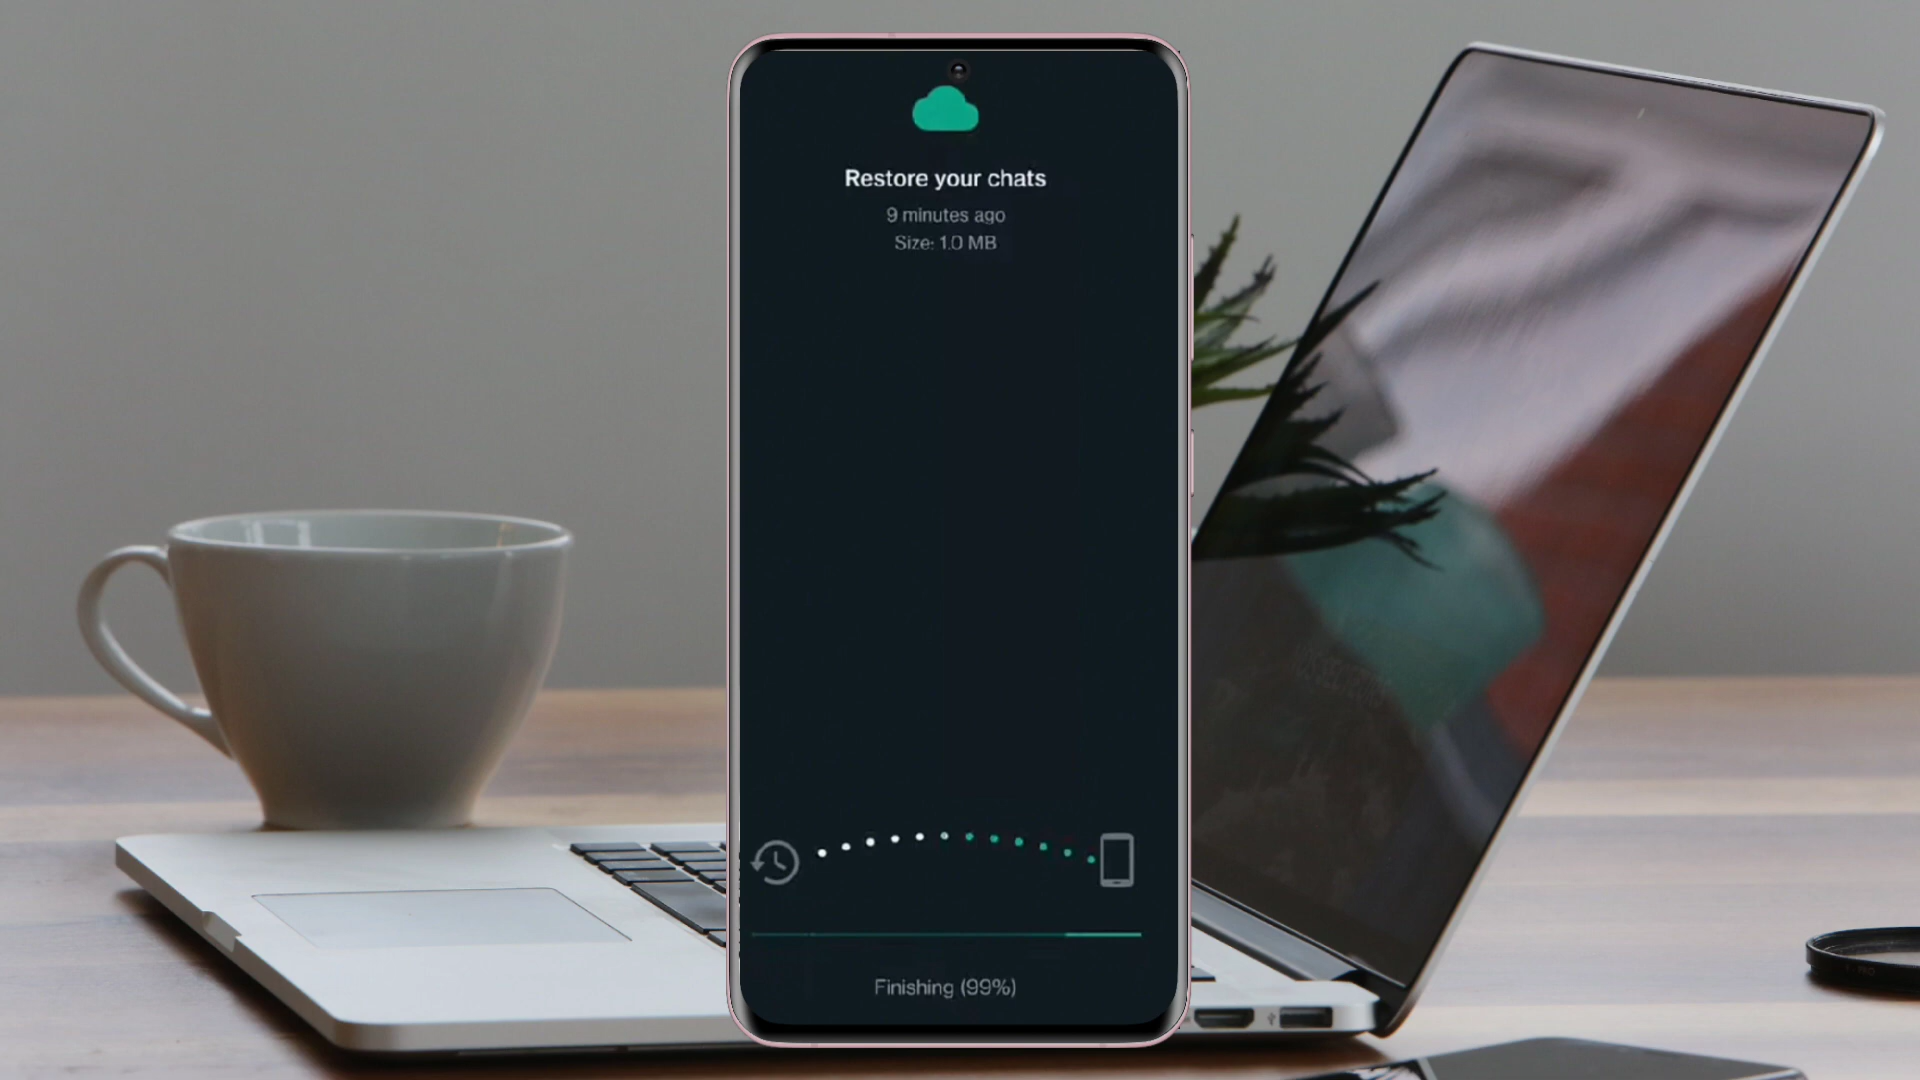 Restore your chats
9 minutes ago
Size: 1.0 MB
Finishing (99%)